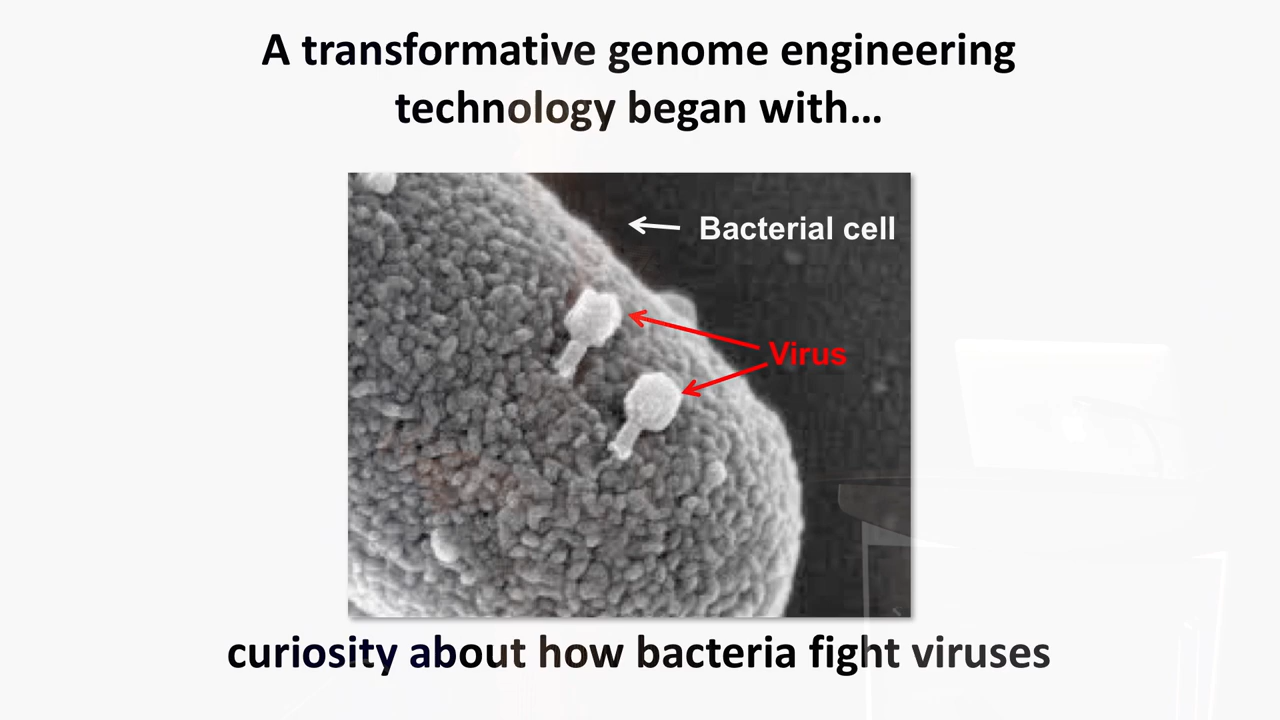 A transformative genome engineering
technology began with…
Bacterial cell
Virus
curiosity about how bacteria fight viruses